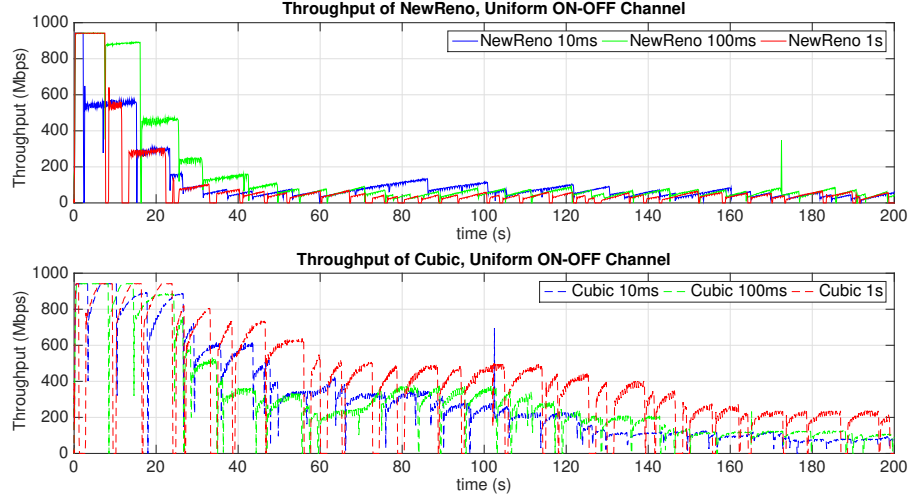 Throughput of NewReno, Uniform ON-OFF Channel
Throughput (Mbps)
1000
800
600
400
200
0
NewReno 10ms NewReno 100ms NewReno 1s
0 20 40 60 80 100 120 140 160 180 200
time (s)
Throughput of Cubic, Uniform ON-OFF Channel
Throughput (Mbps)
1000
800
600
400
200
0
Cubic 10ms Cubic 100ms Cubic 1s
0 20 40 60 80 100 120 140 160 180 200
time (s)